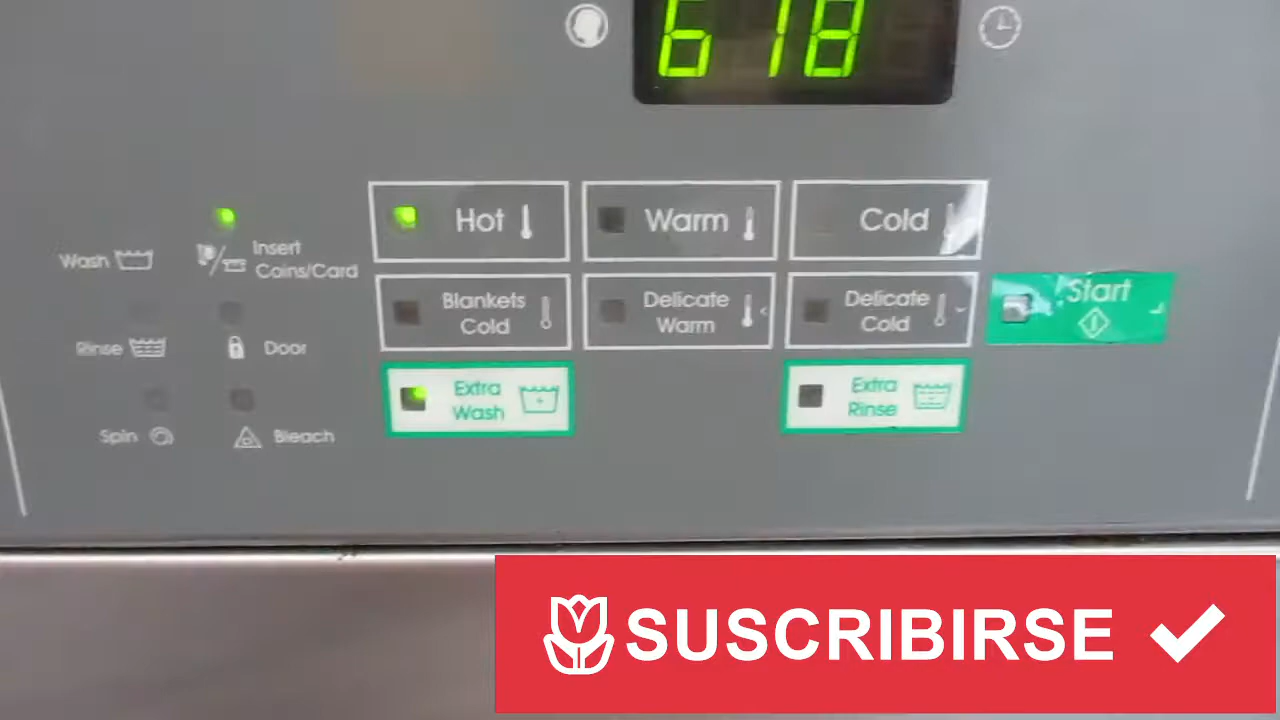 618
Hot
Warm
Cold
Wash
Insert
Coins/Card
Blankets
Cold
Delicate
Warm
Delicate
Cold
Start
Rinse
Door
Extra
Wash
Extra
Rinse
Spin
Bleach
SUSCRIBIRSE